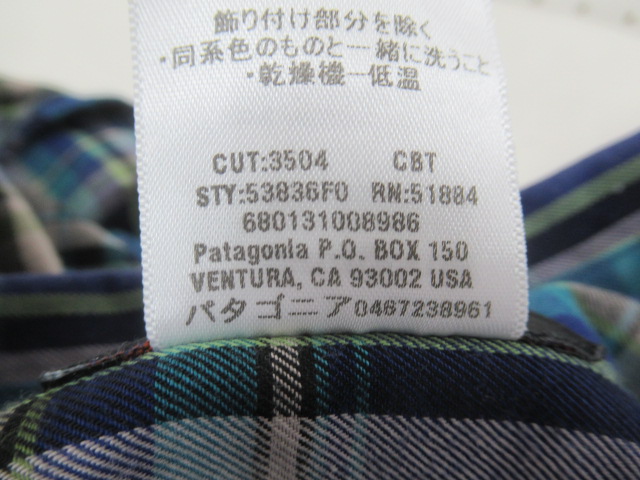 飾り付け部分を除く
・同系色のものと一緒に洗うこと
・乾燥機ー低温
CUT:3504 CBT
STY:53836F0 RN:51884
680131008986
Patagonia P.O. BOX 150
VENTURA, CA 93002 USA
パタゴニア0467238961